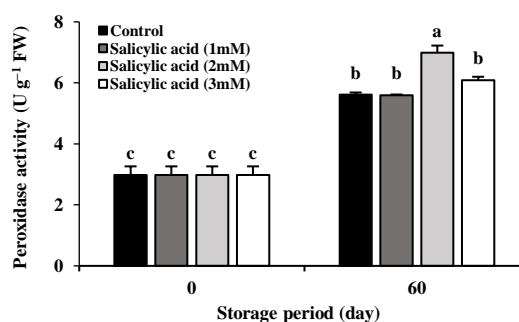 8
6
4
2
0
Peroxidase activity (U g⁻¹ FW)
Control
Salicylic acid (1mM)
Salicylic acid (2mM)
Salicylic acid (3mM)
c c c c
b b a b
0 60
Storage period (day)